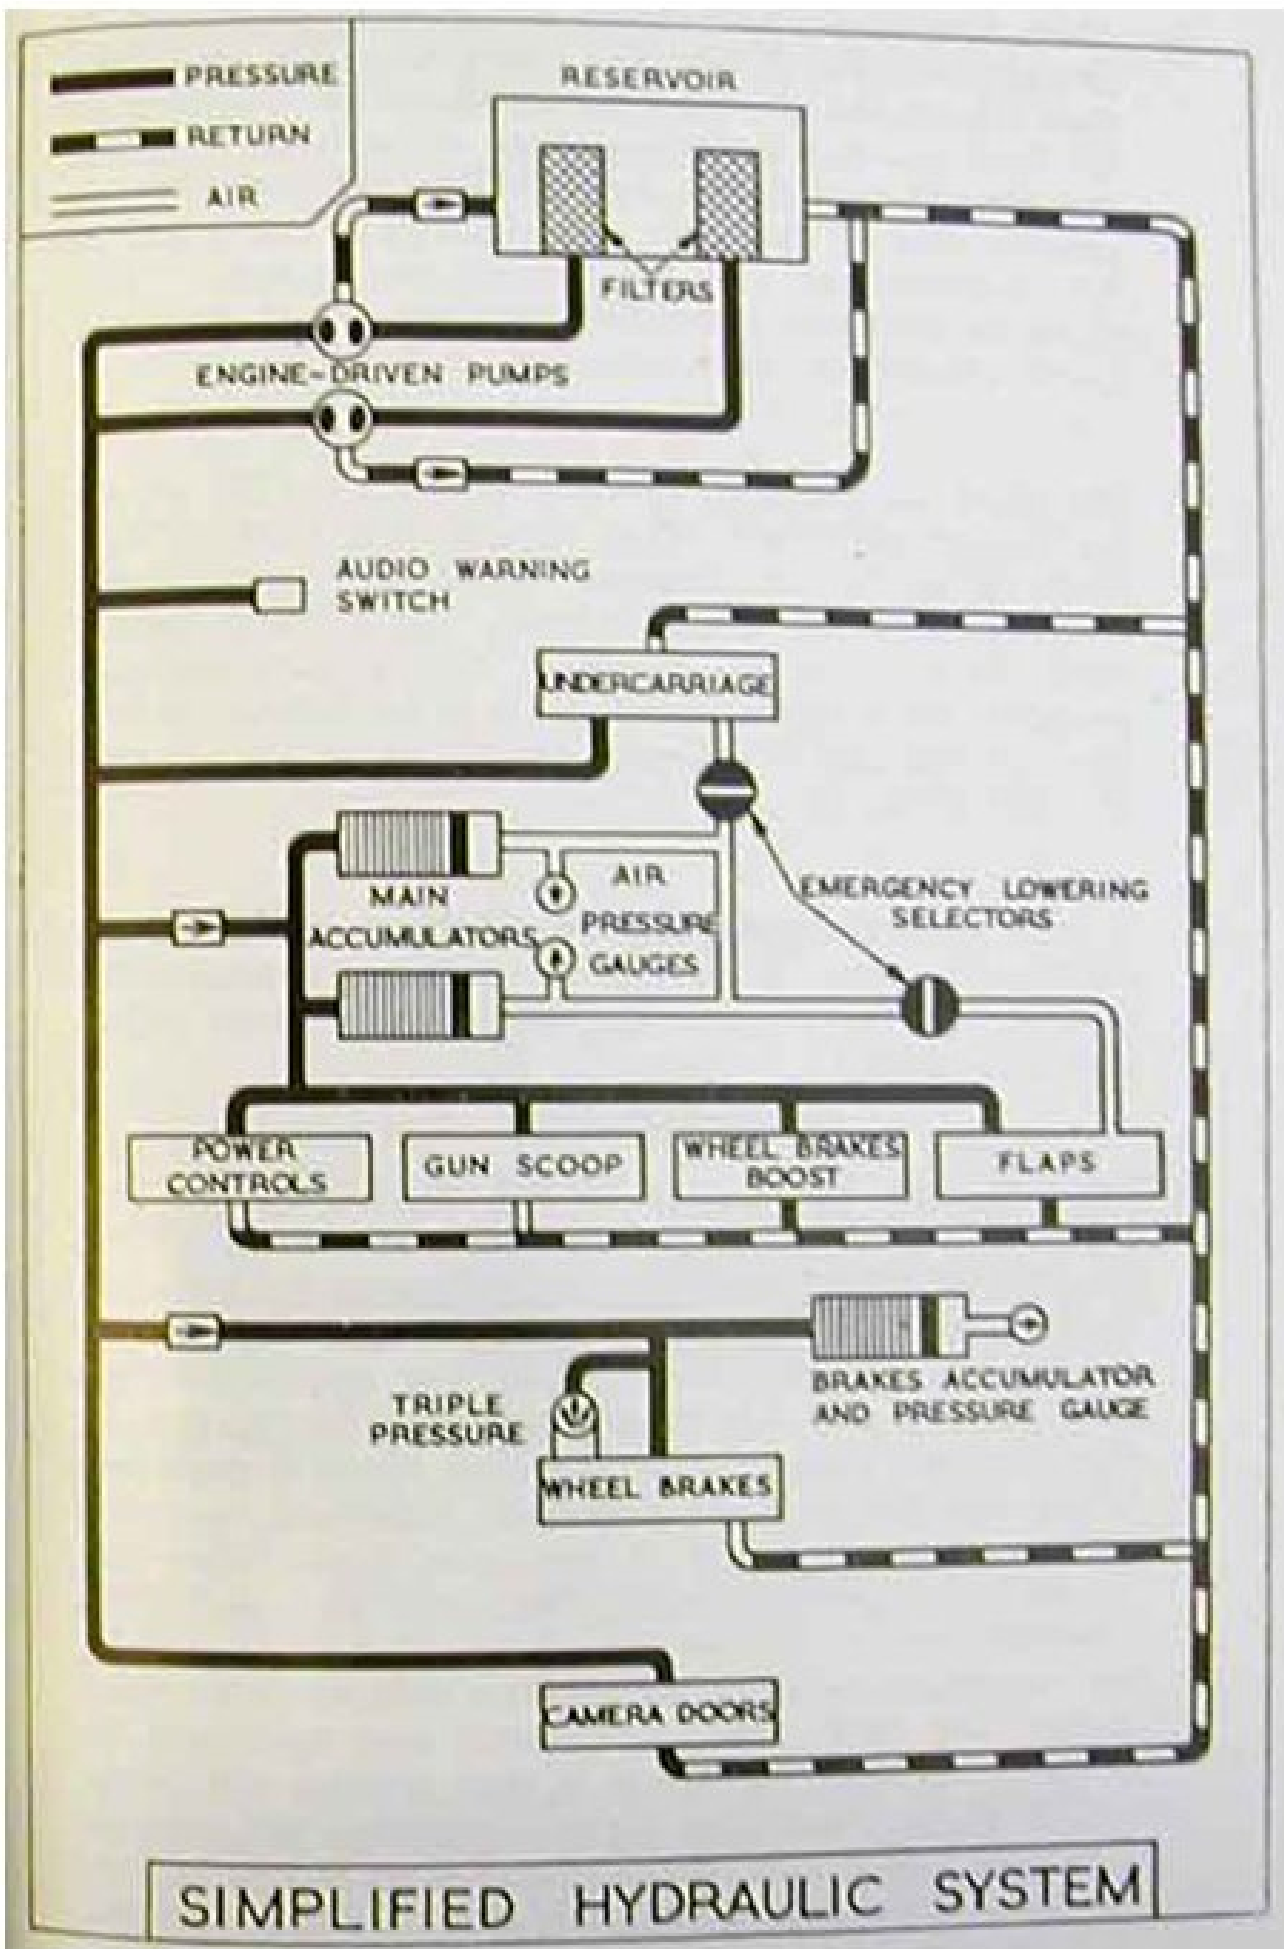 PRESSURE
RETURN
AIR
RESERVOIR
FILTERS
ENGINE-DRIVEN PUMPS
AUDIO WARNING
SWITCH
UNDERCARRIAGE
MAIN
ACCUMULATORS
AIR
PRESSURE
GAUGES
EMERGENCY LOWERING
SELECTORS
POWER
CONTROLS
GUN SCOOP
WHEEL BRAKES
BOOST
FLAPS
BRAKES ACCUMULATOR
AND PRESSURE GAUGE
TRIPLE
PRESSURE
WHEEL BRAKES
CAMERA DOORS
SIMPLIFIED HYDRAULIC SYSTEM